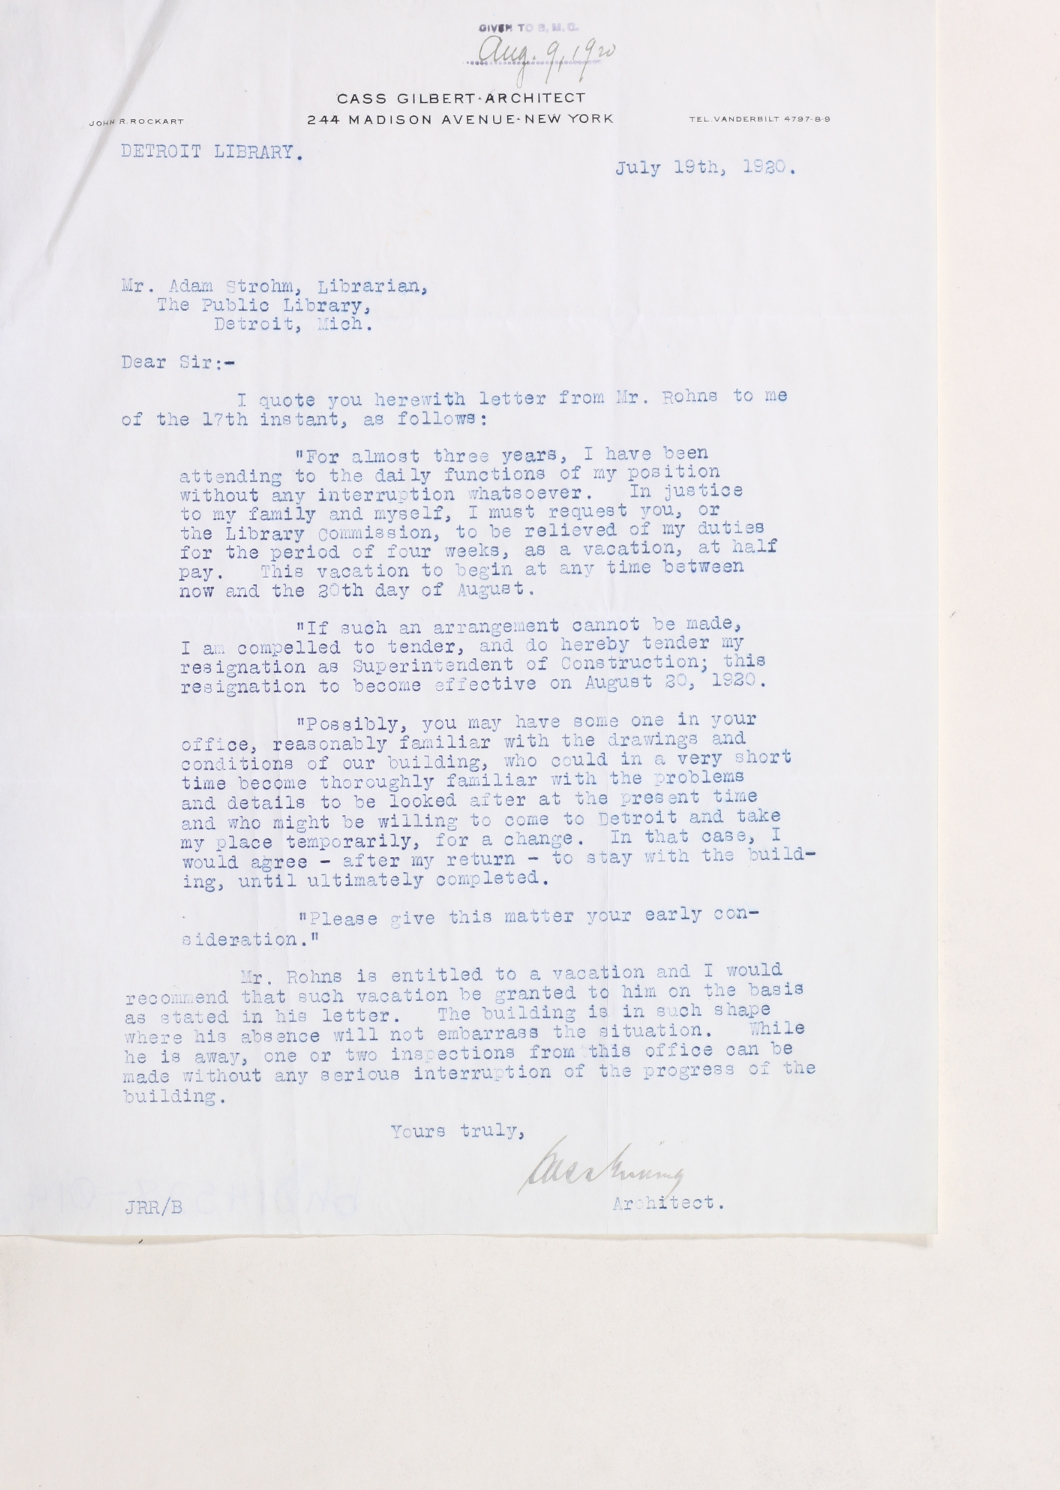 GIVEN TO B. M. C.
Aug. 9, 1920
CASS GILBERT-ARCHITECT
JOHN R. ROCKART
244 MADISON AVENUE-NEW YORK
TEL. VANDERBILT 4797-8-9
DETROIT LIBRARY.
July 19th, 1920.
Mr. Adam Strohm, Librarian,
The Public Library,
Detroit, Mich.
Dear Sir:-
I quote you herewith letter from Mr. Rohns to me
of the 17th instant, as follows:
"For almost three years, I have been
attending to the daily functions of my position
without any interruption whatsoever. In justice
to my family and myself, I must request you, or
the Library Commission, to be relieved of my duties
for the period of four weeks, as a vacation, at half
pay. This vacation to begin at any time between
now and the 20th day of August.
"If such an arrangement cannot be made,
I am compelled to tender, and do hereby tender my
resignation as Superintendent of Construction; this
resignation to become effective on August 20, 1920.
"Possibly, you may have some one in your
office, reasonably familiar with the drawings and
conditions of our building, who could in a very short
time become thoroughly familiar with the problems
and details to be looked after at the present time
and who might be willing to come to Detroit and take
my place temporarily, for a change. In that case, I
would agree - after my return - to stay with the build-
ing, until ultimately completed.
"Please give this matter your early con-
sideration."
Mr. Rohns is entitled to a vacation and I would
recommend that such vacation be granted to him on the basis
as stated in his letter. The building is in such shape
where his absence will not embarrass the situation. While
he is away, one or two inspections from this office can be
made without any serious interruption of the progress of the
building.
Yours truly,
Architect.
JRR/B